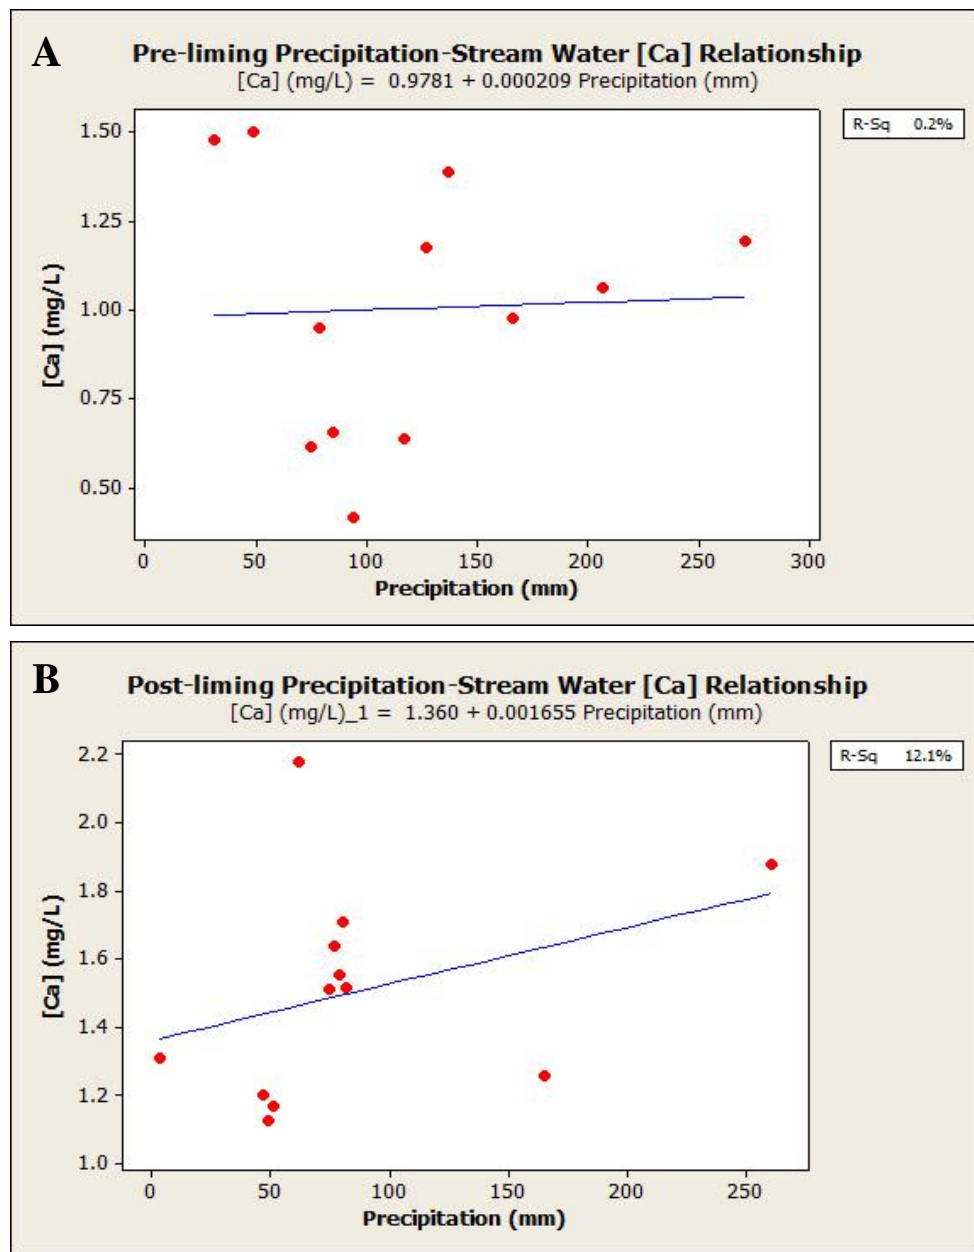 A
Pre-liming Precipitation-Stream Water [Ca] Relationship
[Ca] (mg/L) = 0.9781 + 0.000209 Precipitation (mm)
R-Sq 0.2%
1.50
1.25
1.00
0.75
0.50
[Ca] (mg/L)
0 50 100 150 200 250 300
Precipitation (mm)
B
Post-liming Precipitation-Stream Water [Ca] Relationship
[Ca] (mg/L)_1 = 1.360 + 0.001655 Precipitation (mm)
R-Sq 12.1%
2.2
2.0
1.8
1.6
1.4
1.2
1.0
[Ca] (mg/L)
0 50 100 150 200 250
Precipitation (mm)